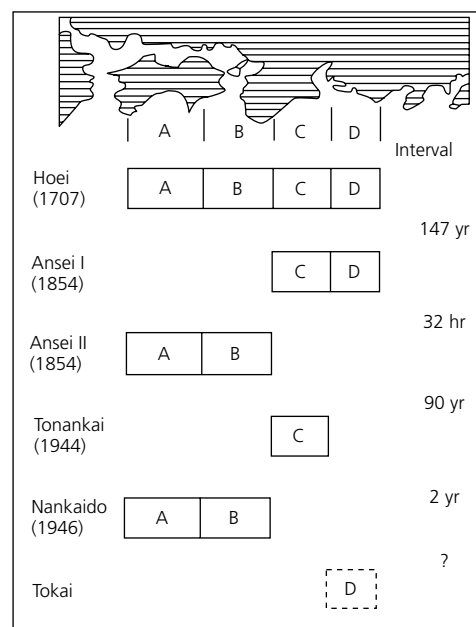 A B C D
Interval
Hoei
(1707)
A B C D
147 yr
Ansei I
(1854)
C D
32 hr
Ansei II
(1854)
A B
90 yr
Tonankai
(1944)
C
2 yr
Nankaido
(1946)
A B
?
Tokai
D